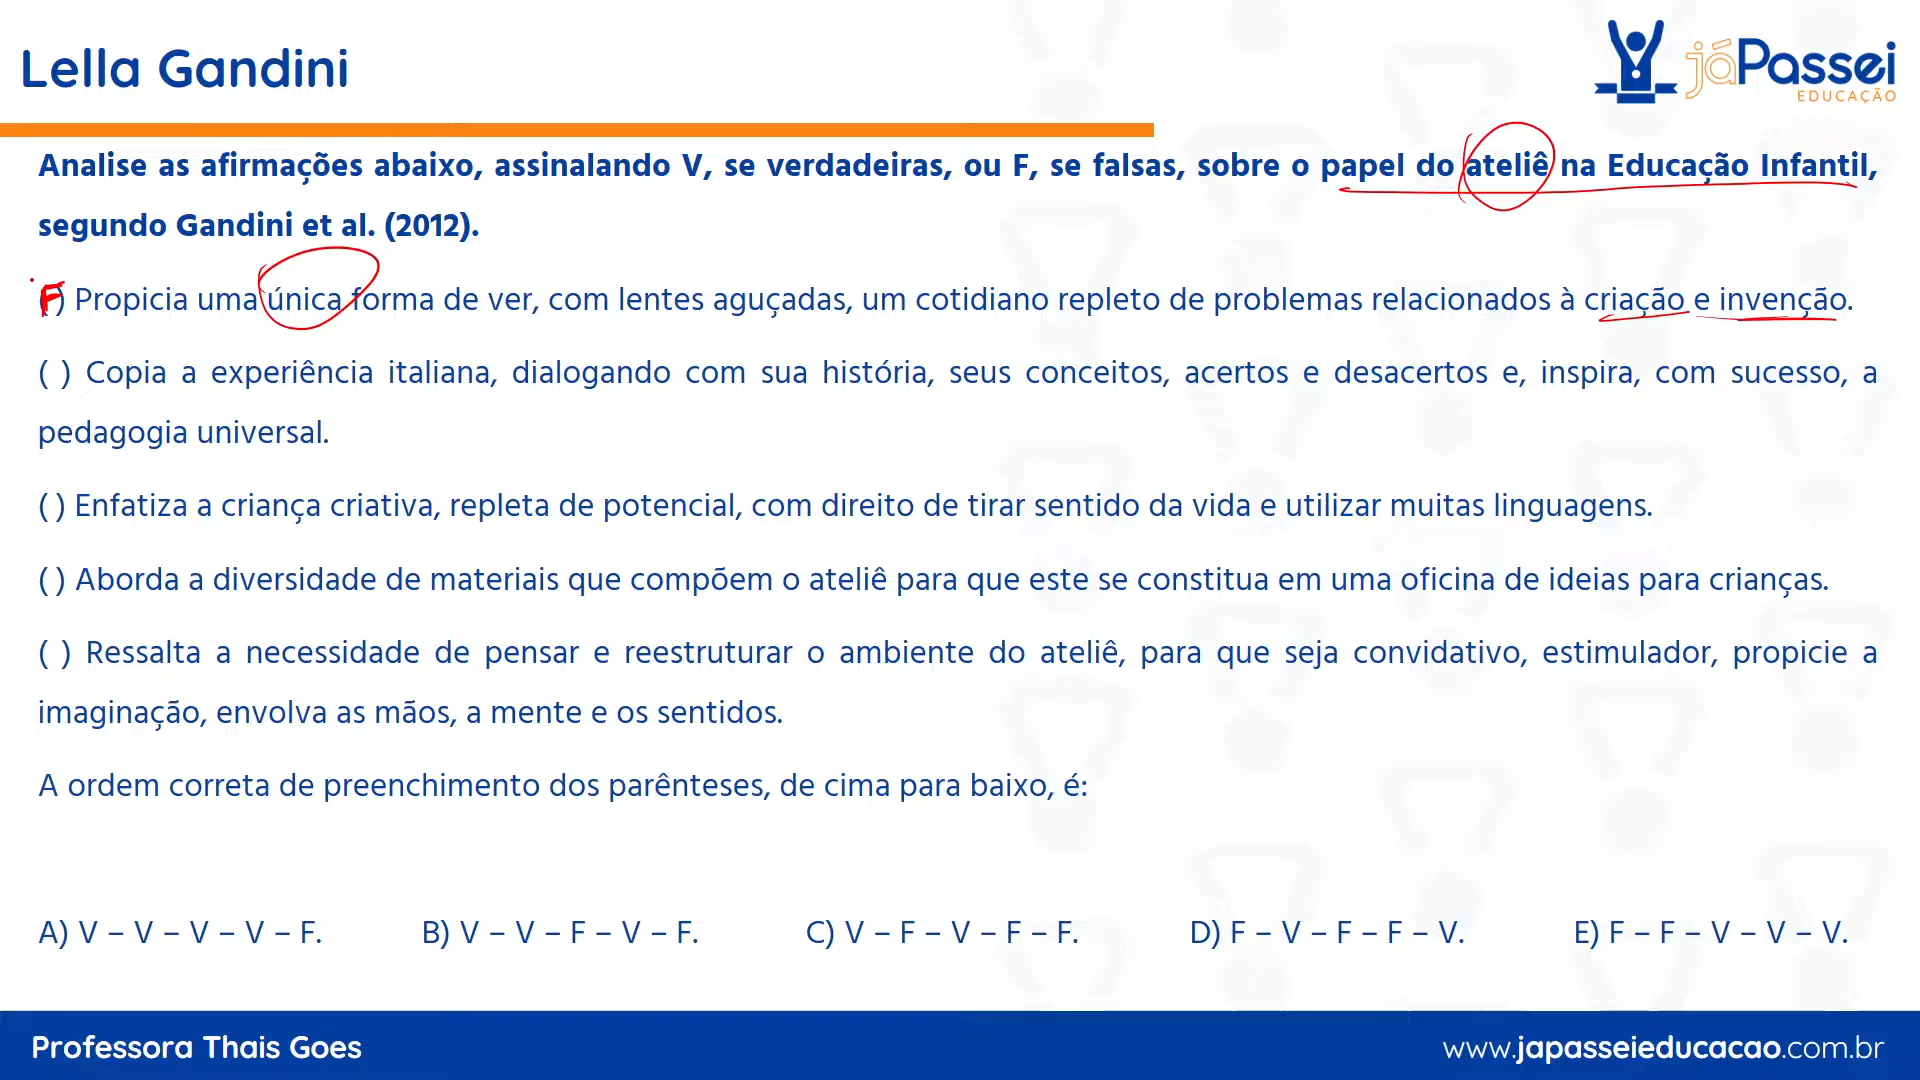 Lella Gandini
jáPassei
EDUCAÇÃO
Analise as afirmações abaixo, assinalando V, se verdadeiras, ou F, se falsas, sobre o papel do ateliê na Educação Infantil,
segundo Gandini et al. (2012).
(F) Propicia uma única forma de ver, com lentes aguçadas, um cotidiano repleto de problemas relacionados à criação e invenção.
( ) Copia a experiência italiana, dialogando com sua história, seus conceitos, acertos e desacertos e, inspira, com sucesso, a
pedagogia universal.
( ) Enfatiza a criança criativa, repleta de potencial, com direito de tirar sentido da vida e utilizar muitas linguagens.
( ) Aborda a diversidade de materiais que compõem o ateliê para que este se constitua em uma oficina de ideias para crianças.
( ) Ressalta a necessidade de pensar e reestruturar o ambiente do ateliê, para que seja convidativo, estimulador, propicie a
imaginação, envolva as mãos, a mente e os sentidos.
A ordem correta de preenchimento dos parênteses, de cima para baixo, é:
A) V – V – V – V – F. B) V – V – F – V – F. C) V – F – V – F – F. D) F – V – F – F – V. E) F – F – V – V – V.
Professora Thais Goes www.japasseieducacao.com.br